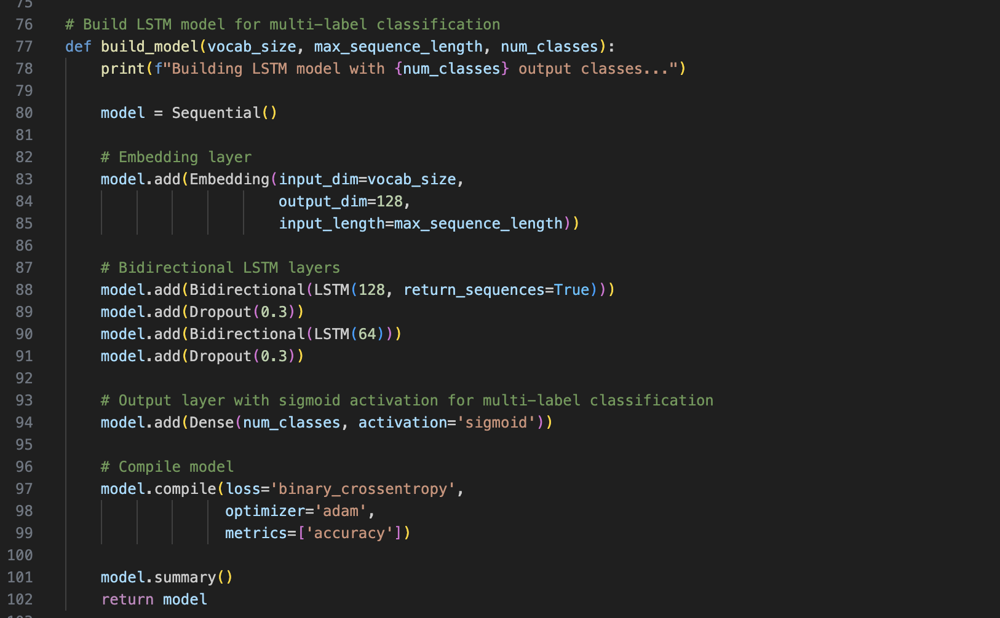 75
76 # Build LSTM model for multi-label classification
77 def build_model(vocab_size, max_sequence_length, num_classes):
78     print(f"Building LSTM model with {num_classes} output classes...")
79
80     model = Sequential()
81
82     # Embedding layer
83     model.add(Embedding(input_dim=vocab_size,
84                         output_dim=128,
85                         input_length=max_sequence_length))
86
87     # Bidirectional LSTM layers
88     model.add(Bidirectional(LSTM(128, return_sequences=True)))
89     model.add(Dropout(0.3))
90     model.add(Bidirectional(LSTM(64)))
91     model.add(Dropout(0.3))
92
93     # Output layer with sigmoid activation for multi-label classification
94     model.add(Dense(num_classes, activation='sigmoid'))
95
96     # Compile model
97     model.compile(loss='binary_crossentropy',
98                   optimizer='adam',
99                   metrics=['accuracy'])
100
101     model.summary()
102     return model
103